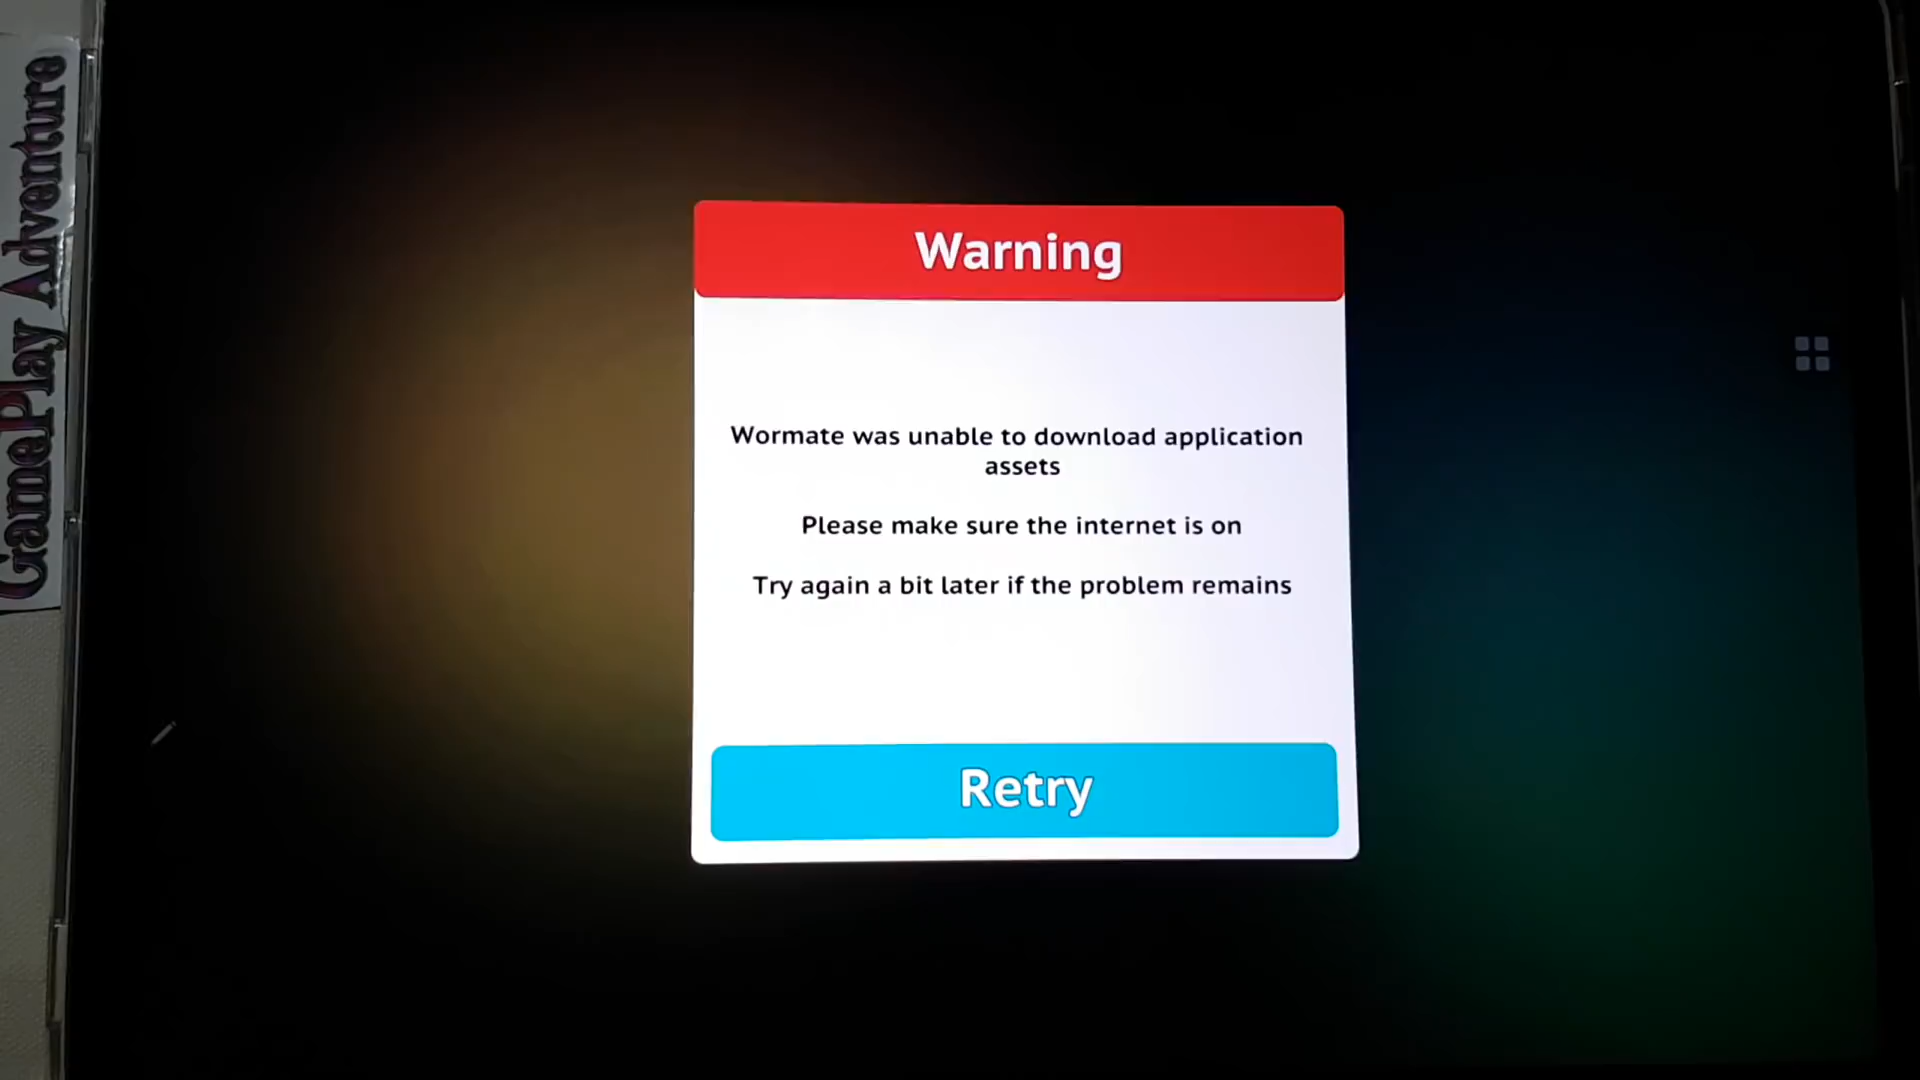 GamePlay Adventure
Warning
Wormate was unable to download application
assets
Please make sure the internet is on
Try again a bit later if the problem remains
Retry